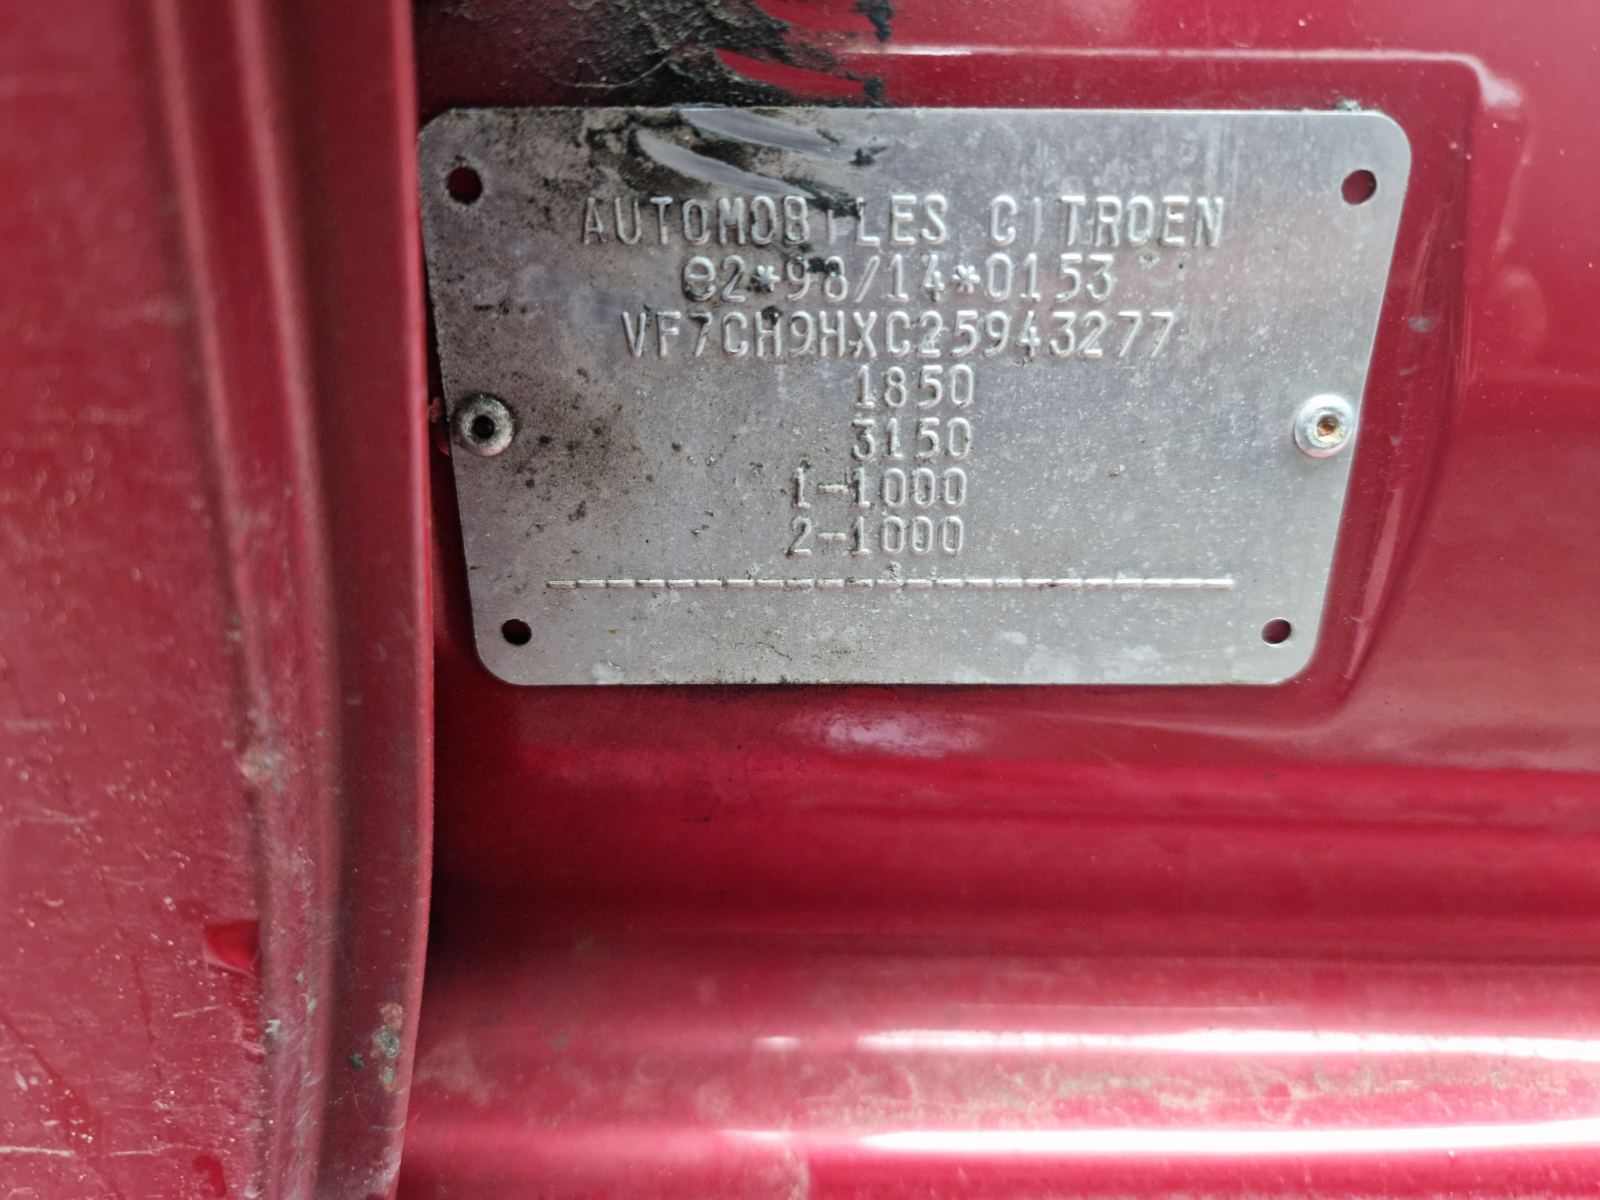 AUTOMOBILES CITROEN
e2*98/14*0153
VF7CH9HXC25943277
1850
3150
1-1000
2-1000